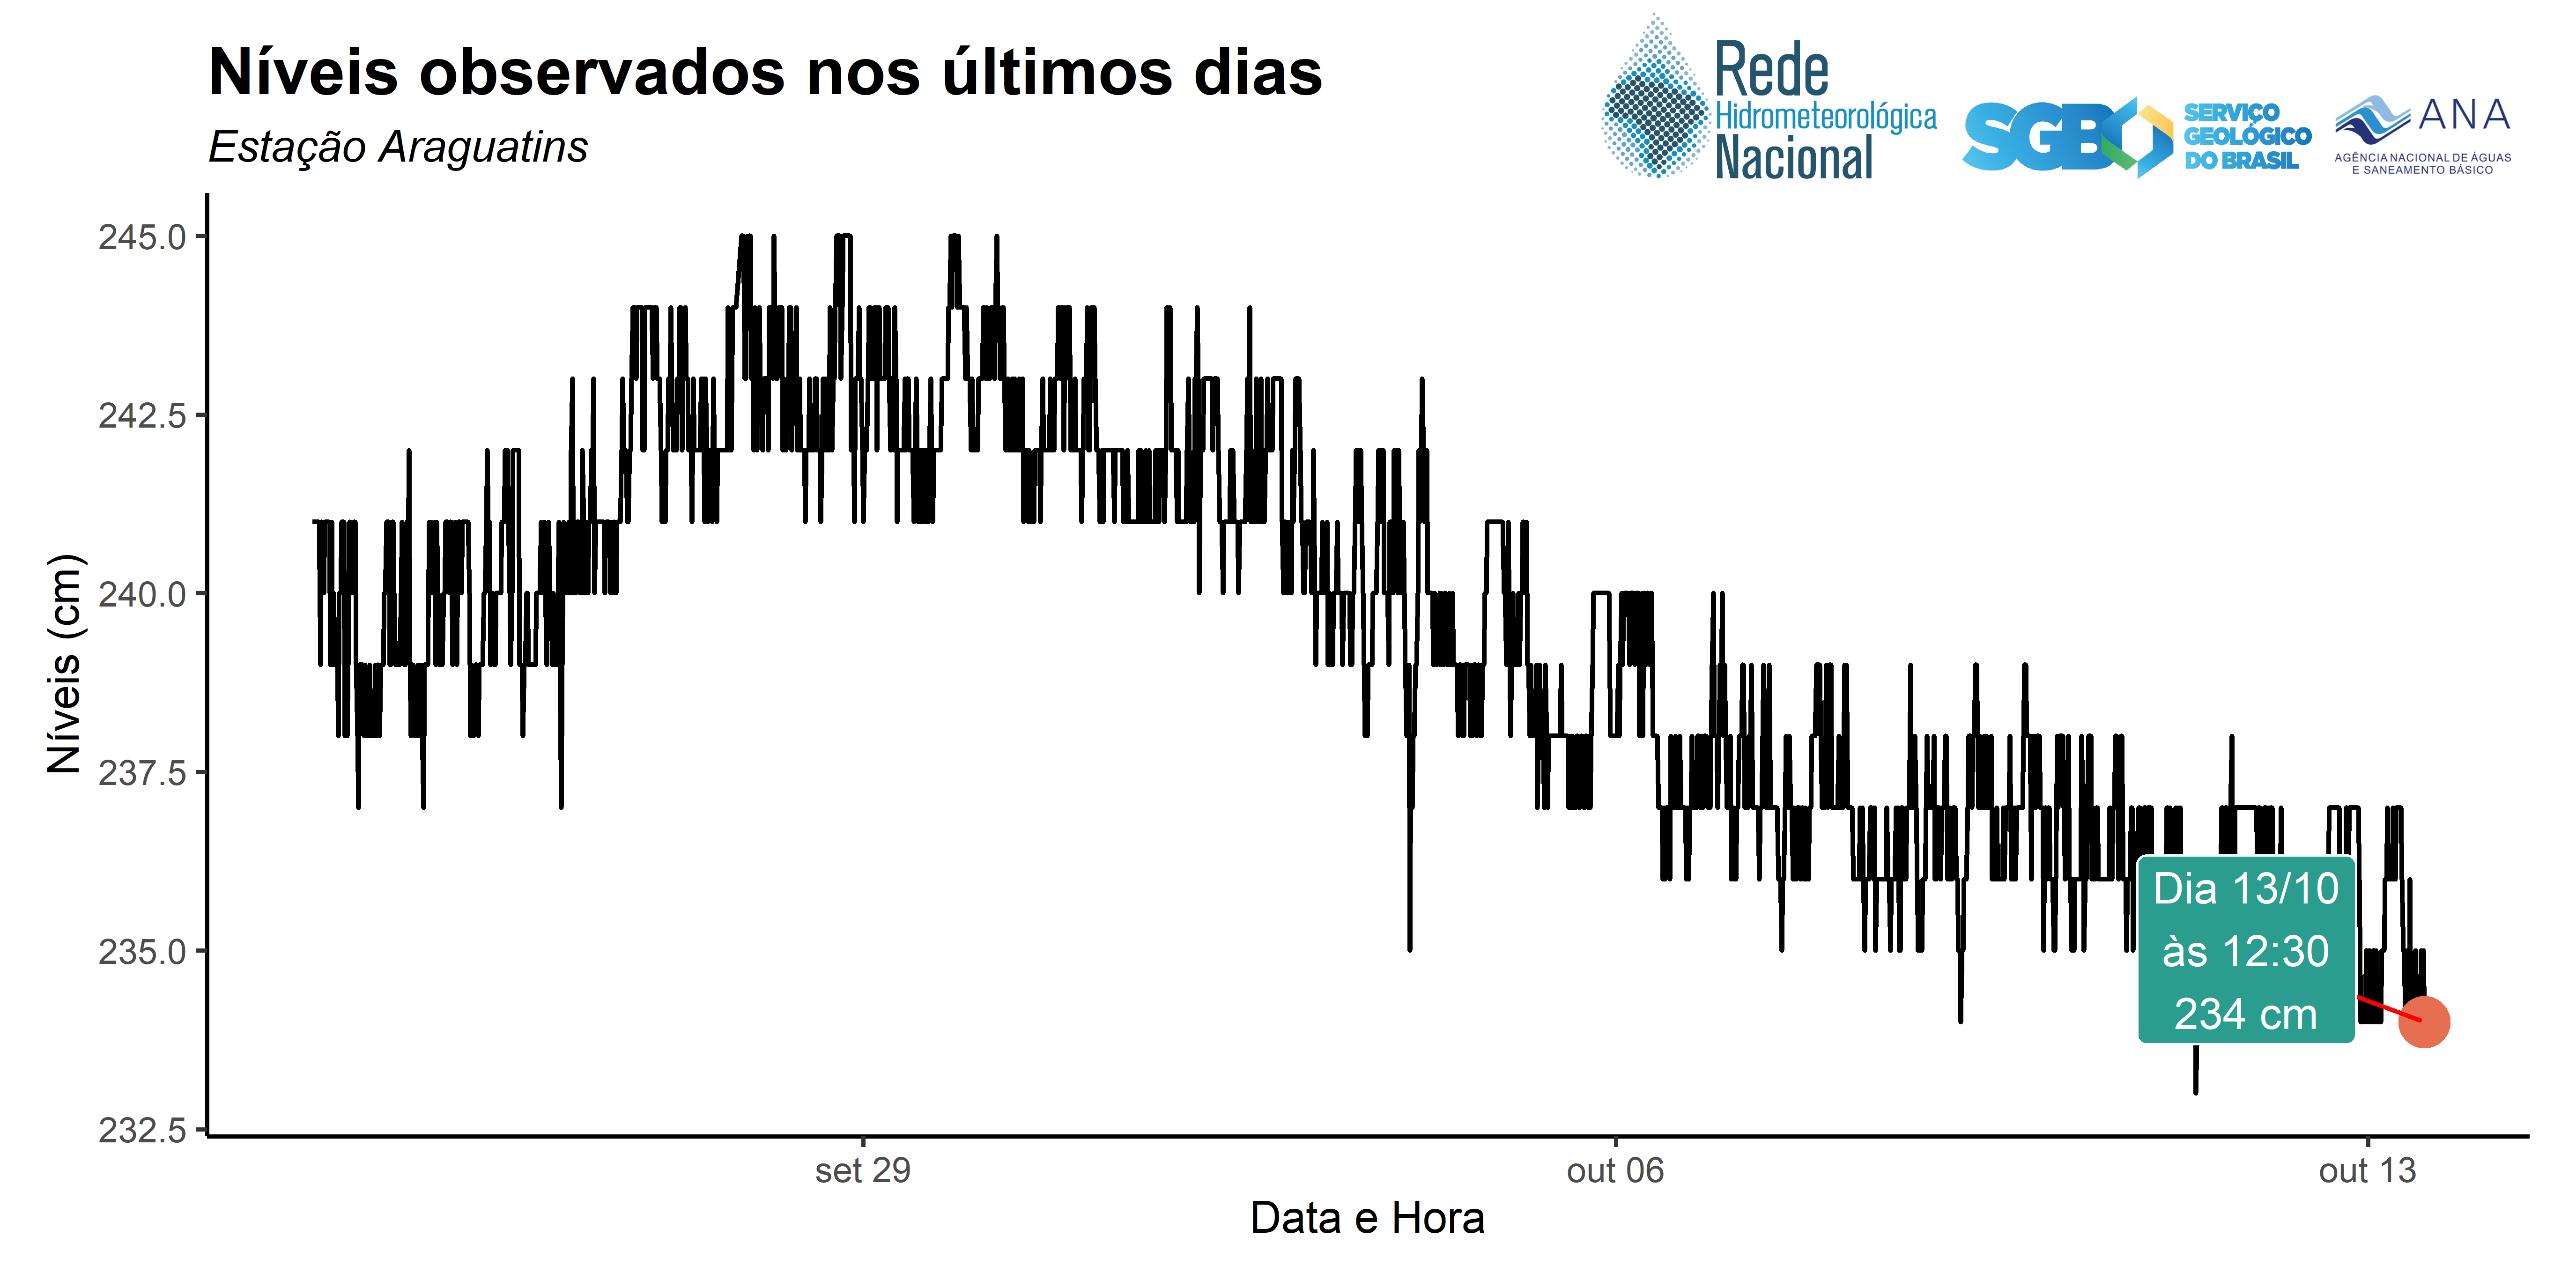 Níveis observados nos últimos dias
Estação Araguatins
Rede
Hidrometeorológica
Nacional
SGB
SERVIÇO
GEOLÓGICO
DO BRASIL
ANA
AGÊNCIA NACIONAL DE ÁGUAS
E SANEAMENTO BÁSICO
Níveis (cm)
245.0
242.5
240.0
237.5
235.0
232.5
Dia 13/10
às 12:30
234 cm
set 29
out 06
out 13
Data e Hora